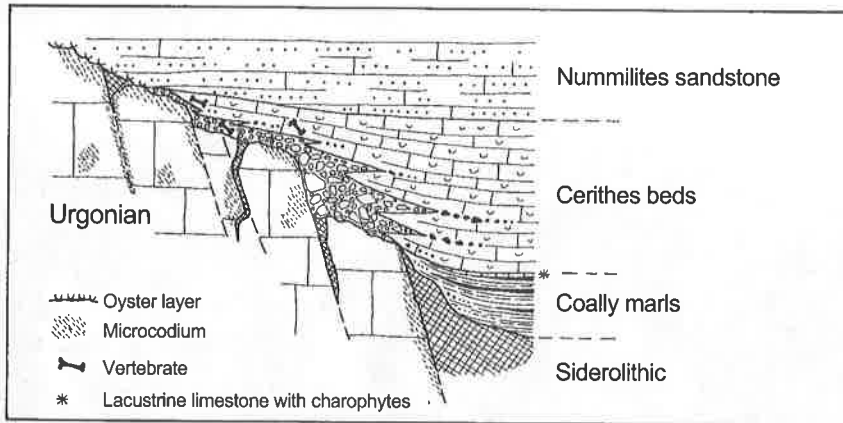 Nummilites sandstone
Cerithes beds
Urgonian
Coally marls
Siderolithic
Oyster layer
Microcodium
Vertebrate
* Lacustrine limestone with charophytes
*